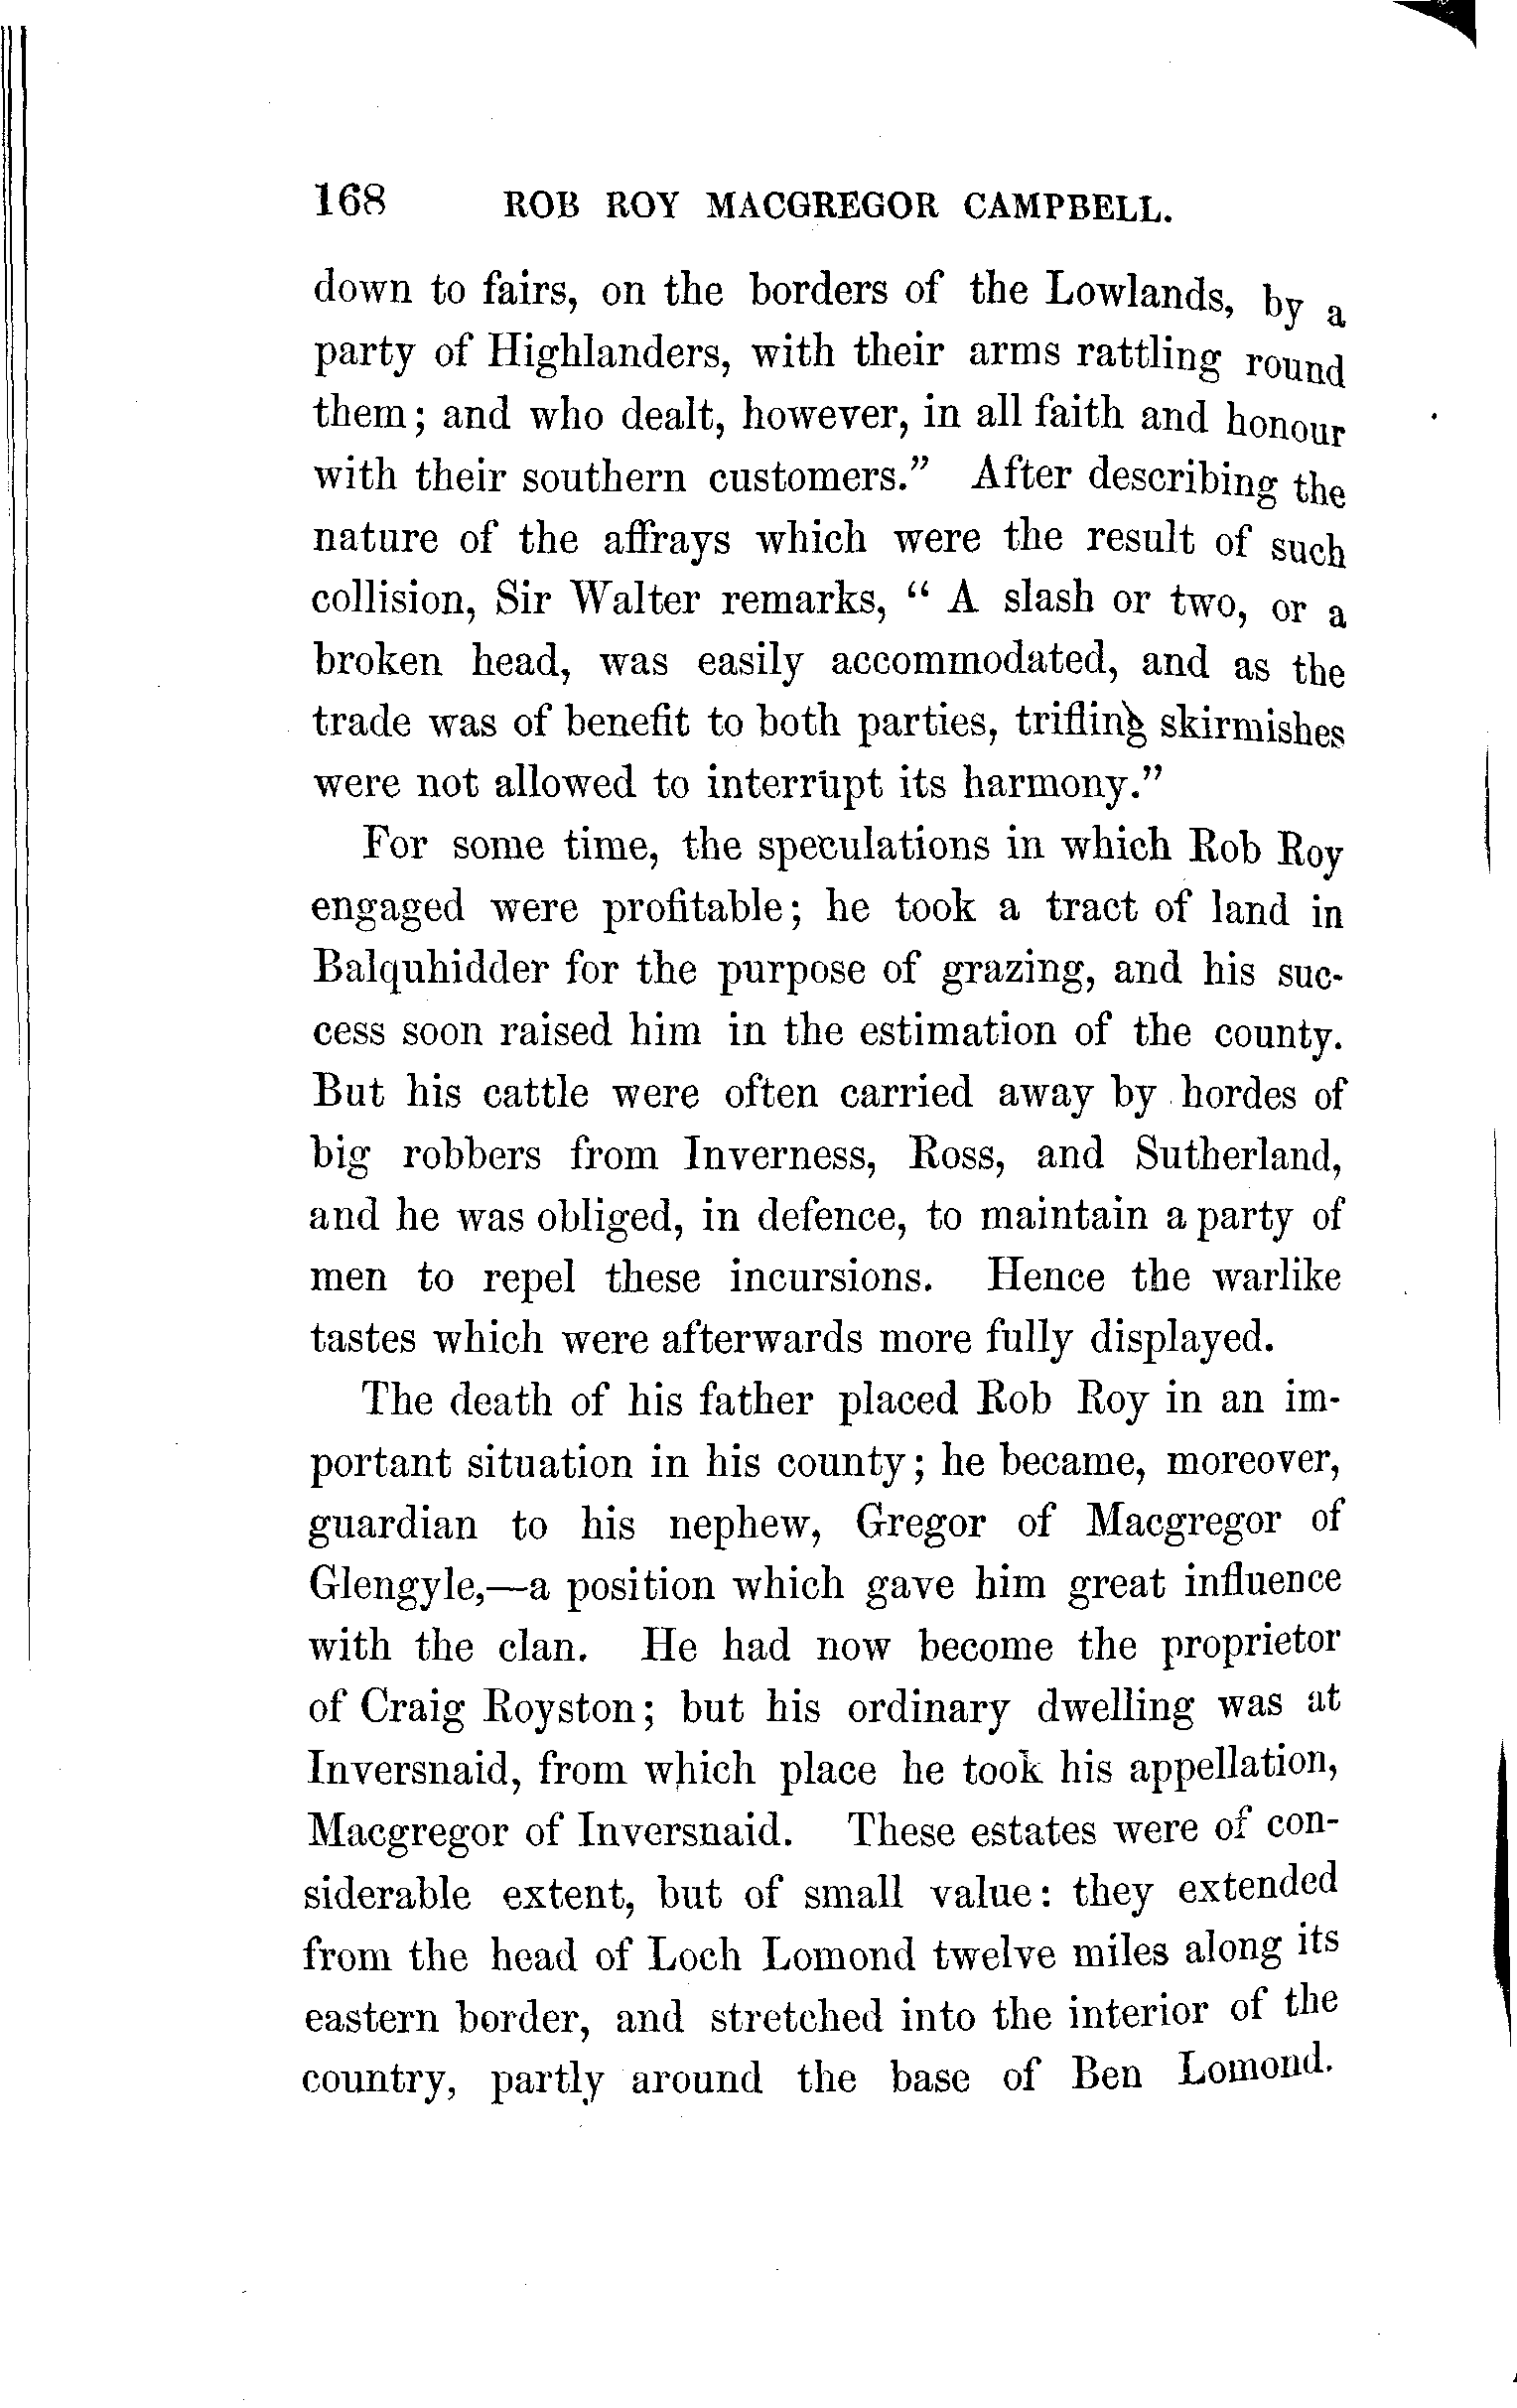 168 ROB ROY MACGREGOR CAMPBELL.
down to fairs, on the borders of the Lowlands, by a
party of Highlanders, with their arms rattling round
them; and who dealt, however, in all faith and honour
with their southern customers.” After describing the
nature of the affrays which were the result of such
collision, Sir Walter remarks, “ A slash or two, or a
broken head, was easily accommodated, and as the
trade was of benefit to both parties, trifling skirmishes
were not allowed to interrupt its harmony.”
For some time, the speculations in which Rob Roy
engaged were profitable; he took a tract of land in
Balquhidder for the purpose of grazing, and his suc-
cess soon raised him in the estimation of the county.
But his cattle were often carried away by hordes of
big robbers from Inverness, Ross, and Sutherland,
and he was obliged, in defence, to maintain a party of
men to repel these incursions. Hence the warlike
tastes which were afterwards more fully displayed.
The death of his father placed Rob Roy in an im-
portant situation in his county; he became, moreover,
guardian to his nephew, Gregor of Macgregor of
Glengyle,—a position which gave him great influence
with the clan. He had now become the proprietor
of Craig Royston; but his ordinary dwelling was at
Inversnaid, from which place he took his appellation,
Macgregor of Inversnaid. These estates were of con-
siderable extent, but of small value: they extended
from the head of Loch Lomond twelve miles along its
eastern border, and stretched into the interior of the
country, partly around the base of Ben Lomond.